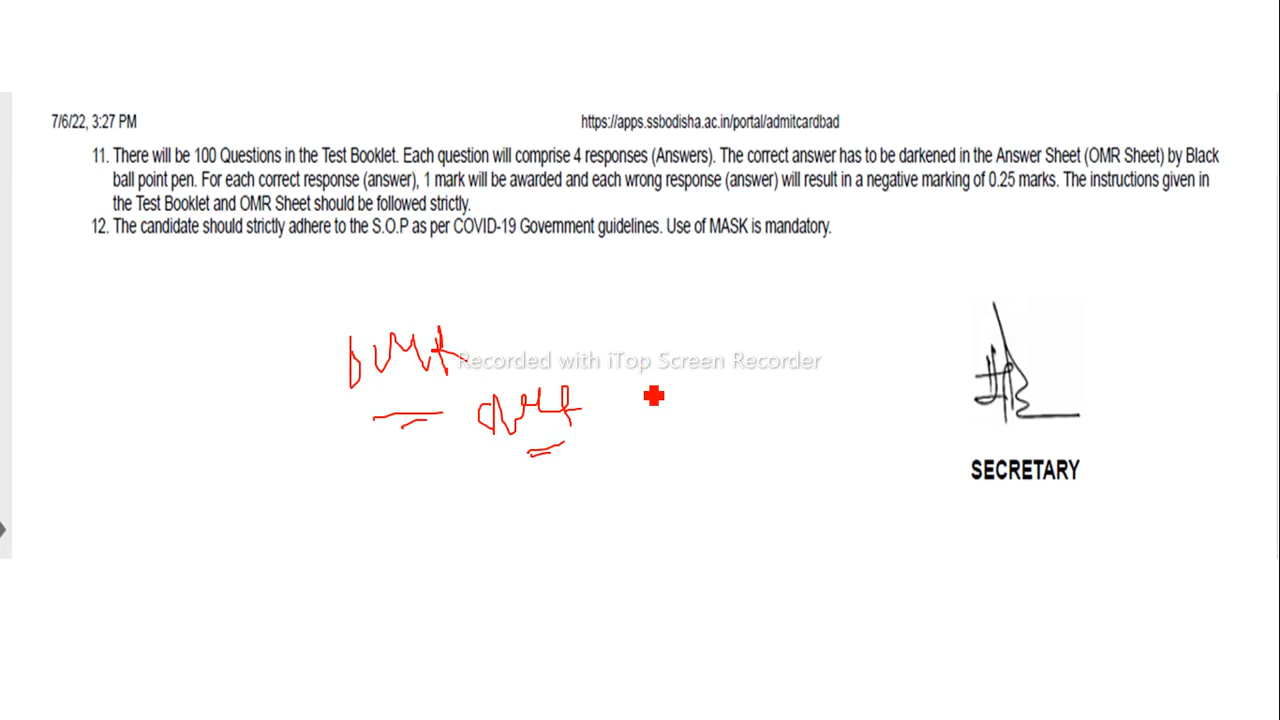 7/6/22, 3:27 PM
https://apps.ssbodisha.ac.in/portal/admitcardbad
11. There will be 100 Questions in the Test Booklet. Each question will comprise 4 responses (Answers). The correct answer has to be darkened in the Answer Sheet (OMR Sheet) by Black
ball point pen. For each correct response (answer), 1 mark will be awarded and each wrong response (answer) will result in a negative marking of 0.25 marks. The instructions given in
the Test Booklet and OMR Sheet should be followed strictly.
12. The candidate should strictly adhere to the S.O.P as per COVID-19 Government guidelines. Use of MASK is mandatory.
Recorded with iTop Screen Recorder
SECRETARY